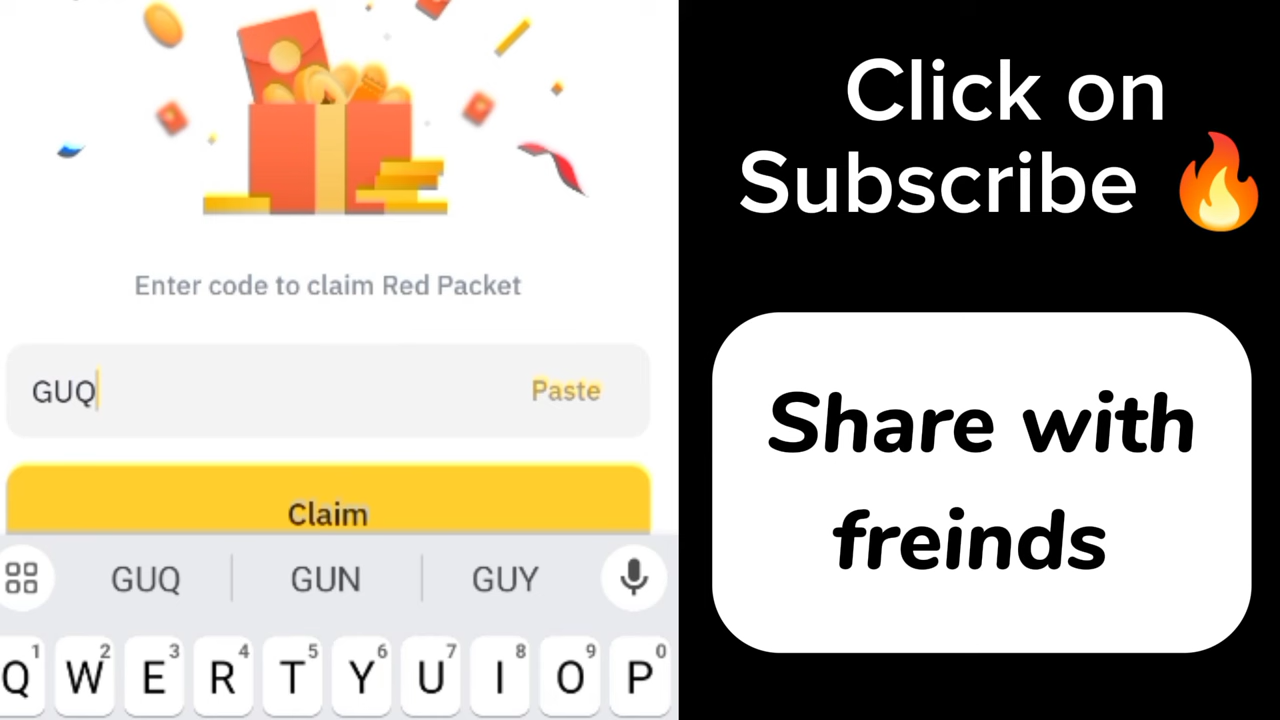 Enter code to claim Red Packet
GUQ Paste
Claim
GUQ GUN GUY
1 2 3 4 5 6 7 8 9 0
Q W E R T Y U I O P
Click on
Subscribe 🔥
Share with
freinds